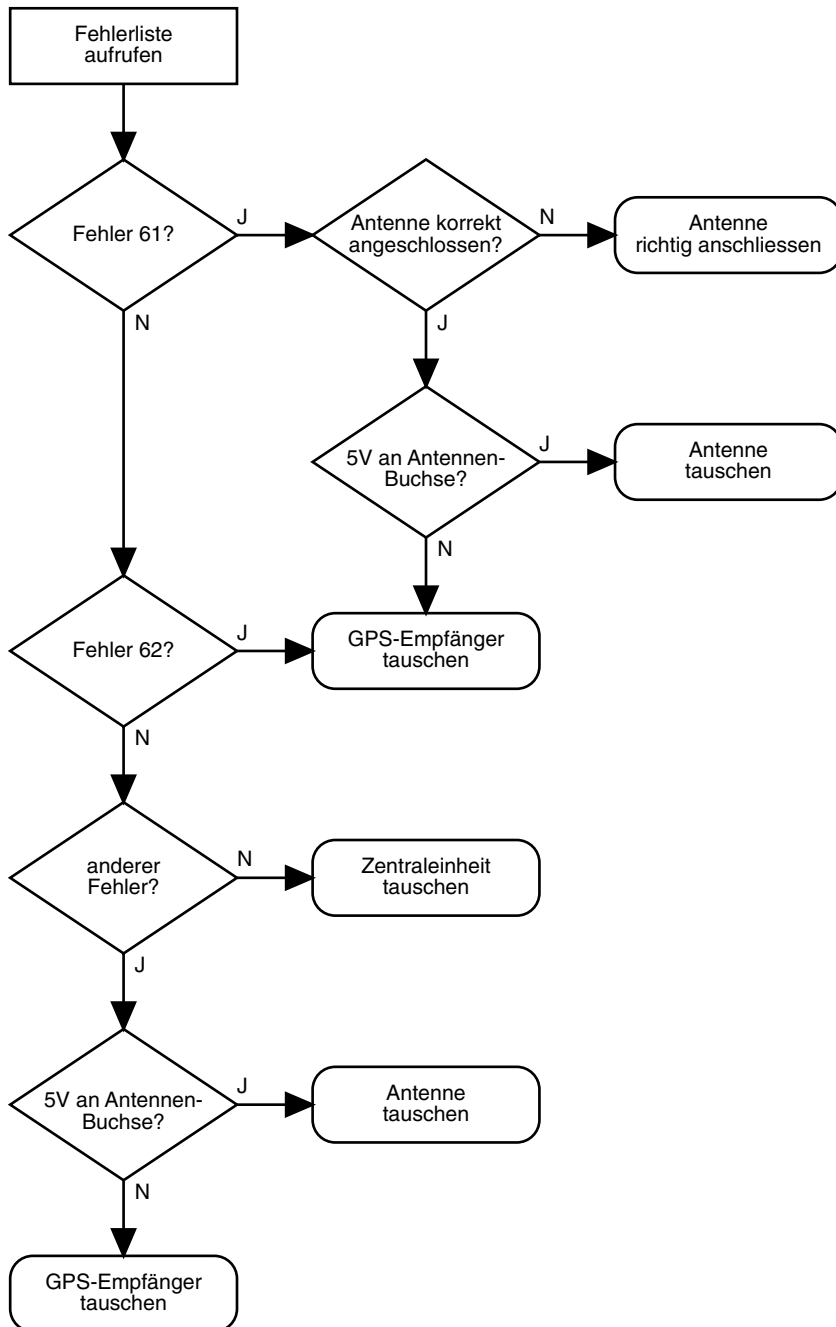 Fehlerliste
aufrufen
Fehler 61?
J
Antenne korrekt
angeschlossen?
N
Antenne
richtig anschliessen
N
J
5V an Antennen-
Buchse?
J
Antenne
tauschen
N
Fehler 62?
J
GPS-Empfänger
tauschen
N
anderer
Fehler?
N
Zentraleinheit
tauschen
J
5V an Antennen-
Buchse?
J
Antenne
tauschen
N
GPS-Empfänger
tauschen